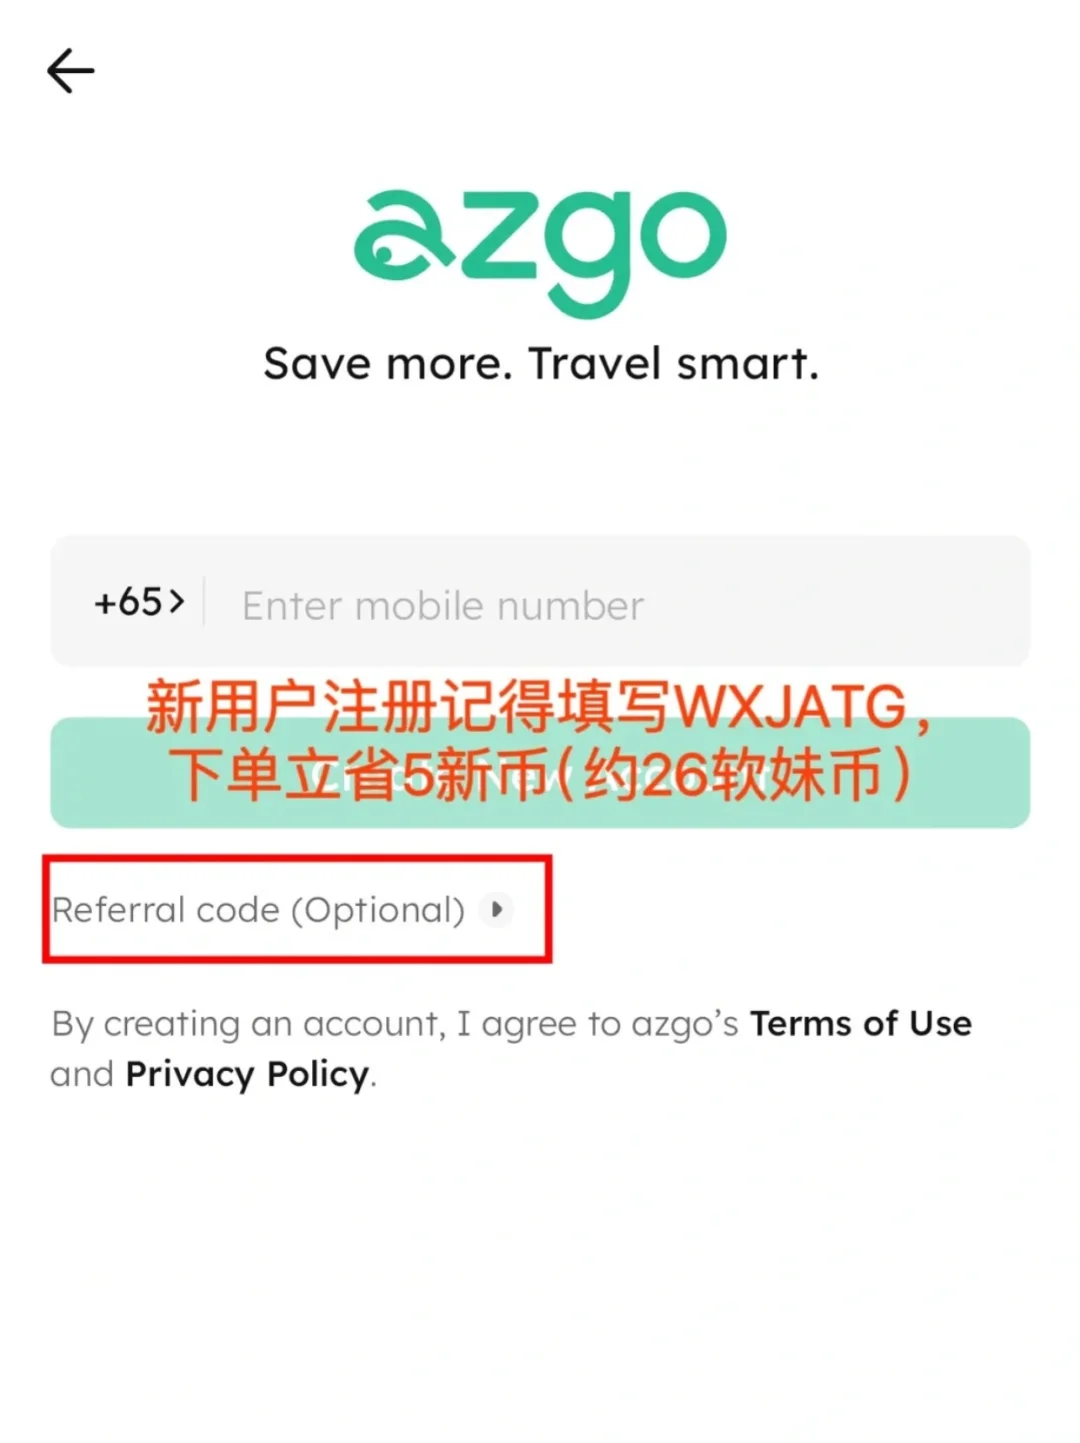 azgo
Save more. Travel smart.
+65 Enter mobile number
新用户注册记得填写WXJATG，
下单立省5新币（约26软妹币）
Referral code (Optional)
By creating an account, I agree to azgo’s Terms of Use
and Privacy Policy.